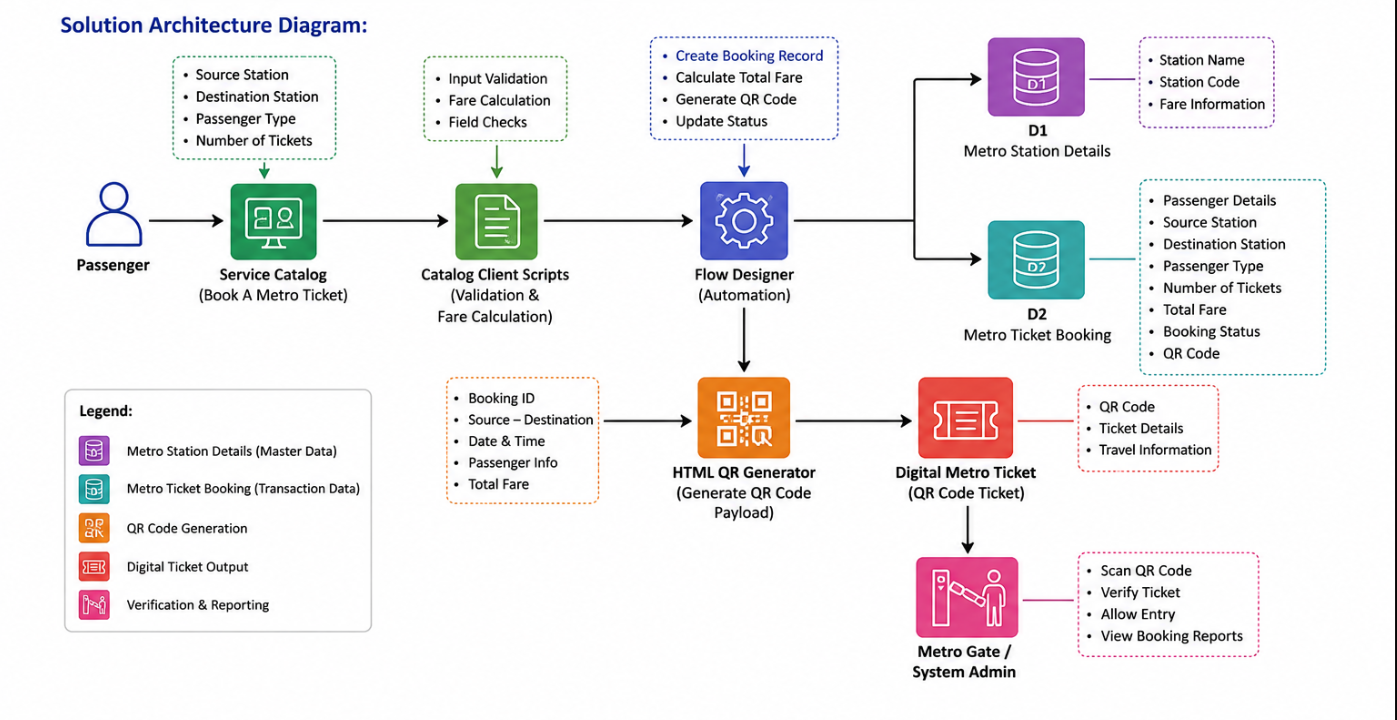 Solution Architecture Diagram:
• Source Station
• Destination Station
• Passenger Type
• Number of Tickets
• Input Validation
• Fare Calculation
• Field Checks
• Create Booking Record
• Calculate Total Fare
• Generate QR Code
• Update Status
D1
• Station Name
• Station Code
• Fare Information
D1
Metro Station Details
Passenger
Service Catalog
(Book A Metro Ticket)
Catalog Client Scripts
(Validation &
Fare Calculation)
Flow Designer
(Automation)
D2
D2
Metro Ticket Booking
• Passenger Details
• Source Station
• Destination Station
• Passenger Type
• Number of Tickets
• Total Fare
• Booking Status
• QR Code
Legend:
Metro Station Details (Master Data)
Metro Ticket Booking (Transaction Data)
QR Code Generation
Digital Ticket Output
Verification & Reporting
• Booking ID
• Source – Destination
• Date & Time
• Passenger Info
• Total Fare
HTML QR Generator
(Generate QR Code
Payload)
Digital Metro Ticket
(QR Code Ticket)
• QR Code
• Ticket Details
• Travel Information
Metro Gate /
System Admin
• Scan QR Code
• Verify Ticket
• Allow Entry
• View Booking Reports